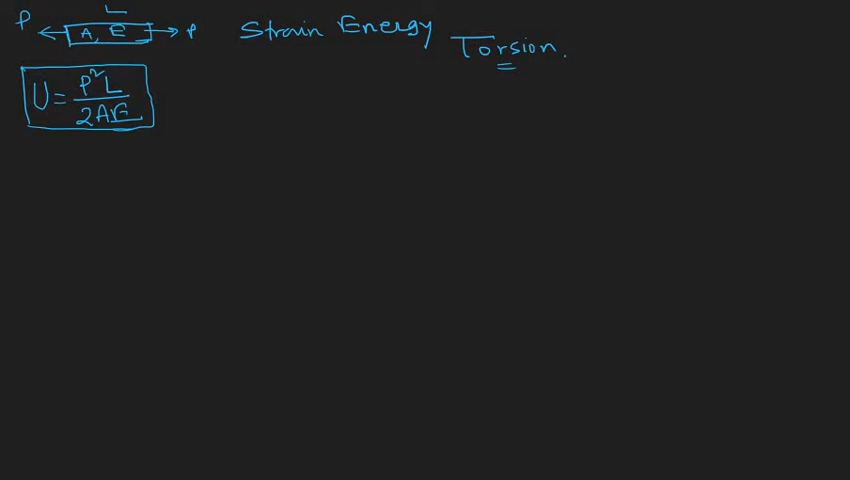 L
P A, E P
Strain Energy
Torsion.
U = P²L / 2AE